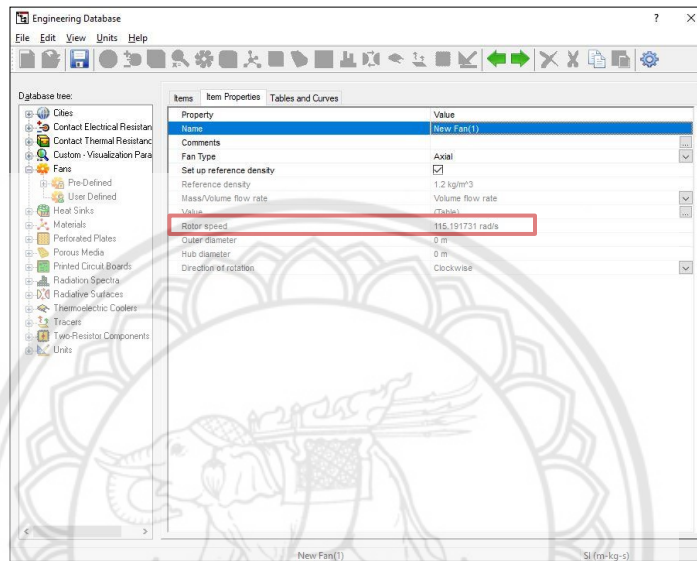 Engineering Database
? X
File Edit View Units Help
Database tree:
Items Item Properties Tables and Curves
Cities
Contact Electrical Resistan
Contact Thermal Resistanc
Custom - Visualization Para
Fans
Pre-Defined
User Defined
Heat Sinks
Materials
Perforated Plates
Porous Media
Printed Circuit Boards
Radiation Spectra
Radiative Surfaces
Thermoelectric Coolers
Tracers
Two-Resistor Components
Units
Property Value
Name New Fan(1)
Comments ...
Fan Type Axial
Set up reference density
Reference density 1.2 kg/m^3
Mass/Volume flow rate Volume flow rate
Value (Table) ...
Rotor speed 115.191731 rad/s
Outer diameter 0 m
Hub diameter 0 m
Direction of rotation Clockwise
New Fan(1) SI (m-kg-s)